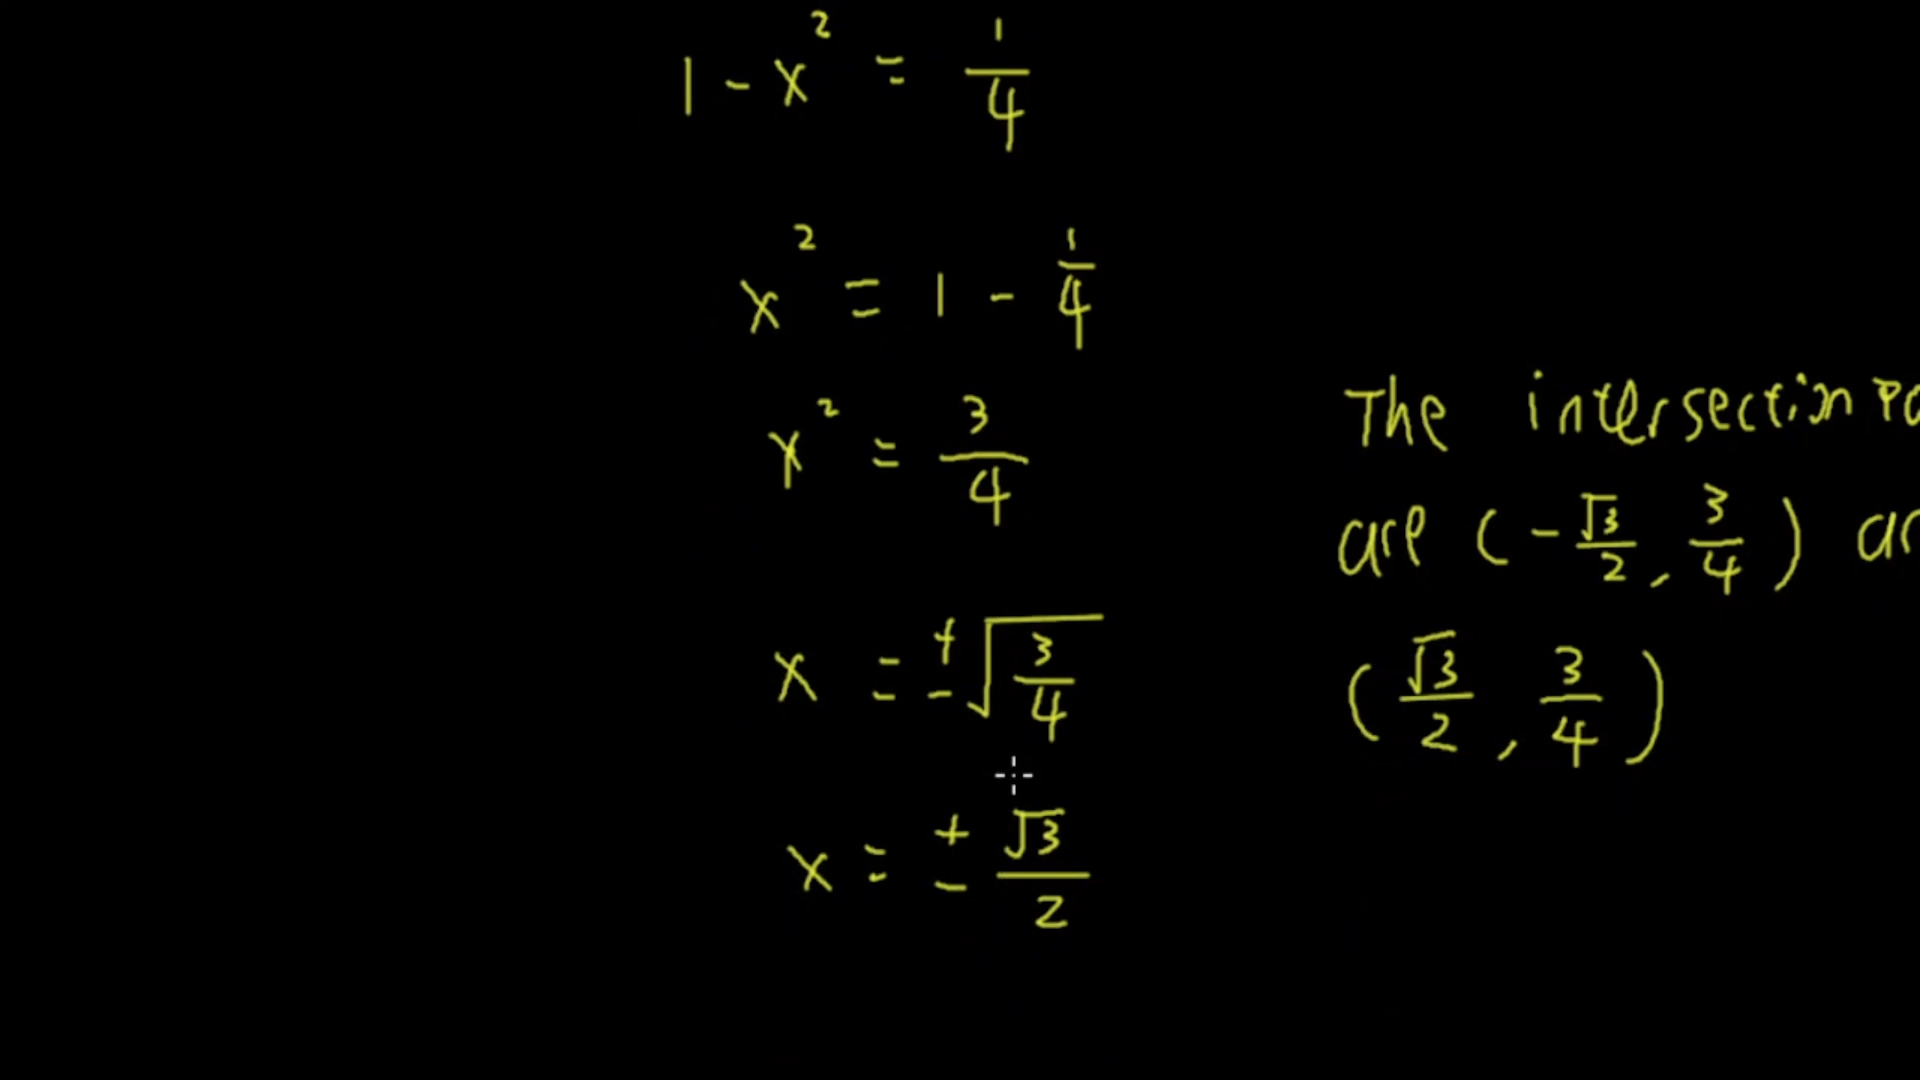 1 - x² = 1/4
x² = 1 - 1/4
x² = 3/4
x = ±√(3/4)
x = ±√3/2
The intersection
are (-√3/2, 3/4)
(√3/2, 3/4)